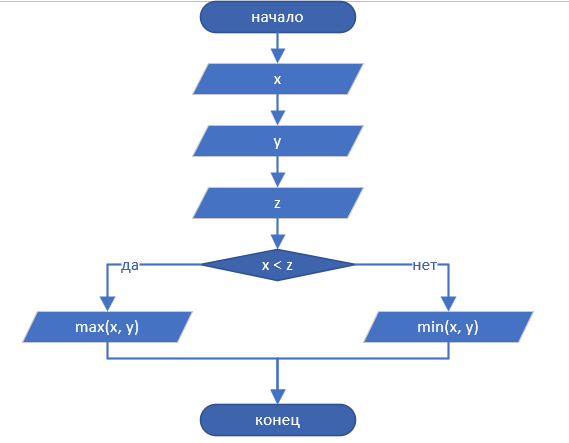 начало
x
y
z
x < z
да
нет
max(x, y)
min(x, y)
конец